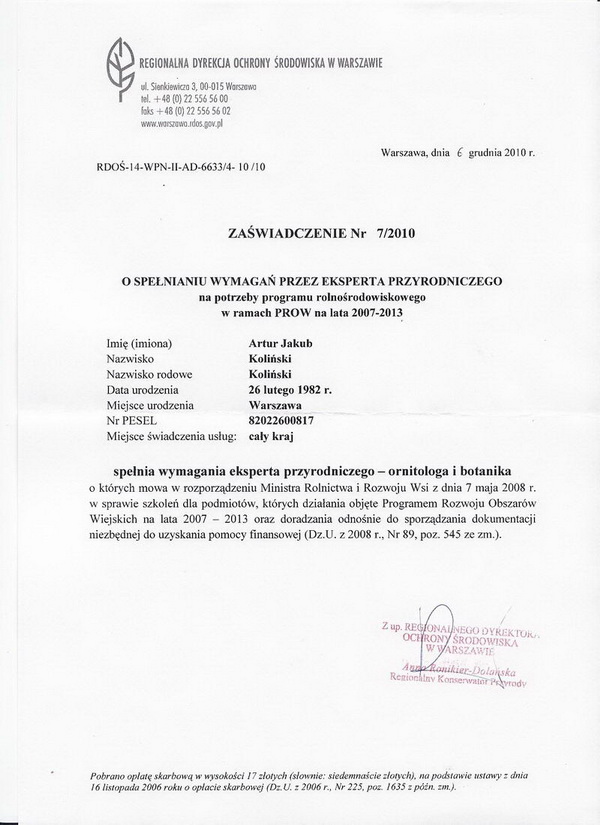 REGIONALNA DYREKCJA OCHRONY ŚRODOWISKA W WARSZAWIE
ul. Sienkiewicza 3, 00-015 Warszawa
tel. +48 (0) 22 556 56 00
faks +48 (0) 22 556 56 02
www.warszawa.rdos.gov.pl
Warszawa, dnia 6 grudnia 2010 r.
RDOŚ-14-WPN-II-AD-6633/4- 10 /10
ZAŚWIADCZENIE Nr 7/2010
O SPEŁNIANIU WYMAGAŃ PRZEZ EKSPERTA PRZYRODNICZEGO
na potrzeby programu rolnośrodowiskowego
w ramach PROW na lata 2007-2013
Imię (imiona) Artur Jakub
Nazwisko Koliński
Nazwisko rodowe Koliński
Data urodzenia 26 lutego 1982 r.
Miejsce urodzenia Warszawa
Nr PESEL 82022600817
Miejsce świadczenia usług: cały kraj
spełnia wymagania eksperta przyrodniczego – ornitologa i botanika
o których mowa w rozporządzeniu Ministra Rolnictwa i Rozwoju Wsi z dnia 7 maja 2008 r.
w sprawie szkoleń dla podmiotów, których działania objęte Programem Rozwoju Obszarów
Wiejskich na lata 2007 – 2013 oraz doradzania odnośnie do sporządzania dokumentacji
niezbędnej do uzyskania pomocy finansowej (Dz.U. z 2008 r., Nr 89, poz. 545 ze zm.).
Z up. REGIONALNEGO DYREKTORA
OCHRONY ŚRODOWISKA
W WARSZAWIE
Anna Ronikier-Dolańska
Regionalny Konserwator Przyrody
Pobrano opłatę skarbową w wysokości 17 złotych (słownie: siedemnaście złotych), na podstawie ustawy z dnia
16 listopada 2006 roku o opłacie skarbowej (Dz.U. z 2006 r., Nr 225, poz. 1635 z późn. zm.).